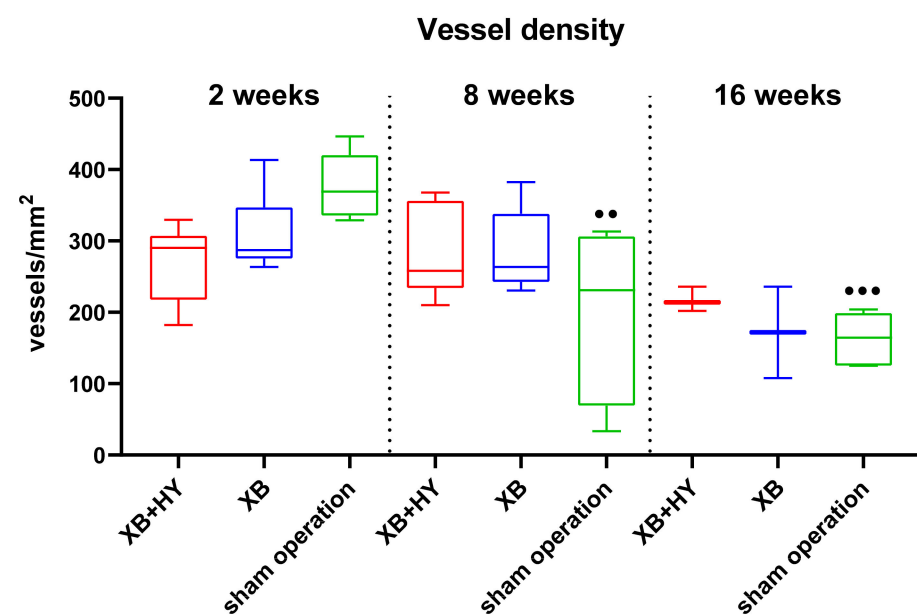 Vessel density
2 weeks
8 weeks
16 weeks
vessels/mm²
500
400
300
200
100
0
XB+HY
XB
sham operation
XB+HY
XB
sham operation
XB+HY
XB
sham operation